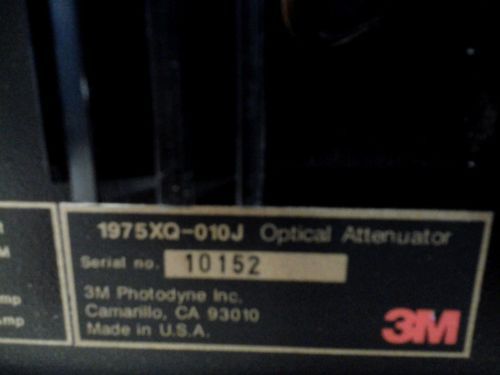 1975XQ-010J Optical Attenuator
Serial no. 10152
3M Photodyne Inc.
Camarillo, CA 93010
Made in U.S.A.
3M